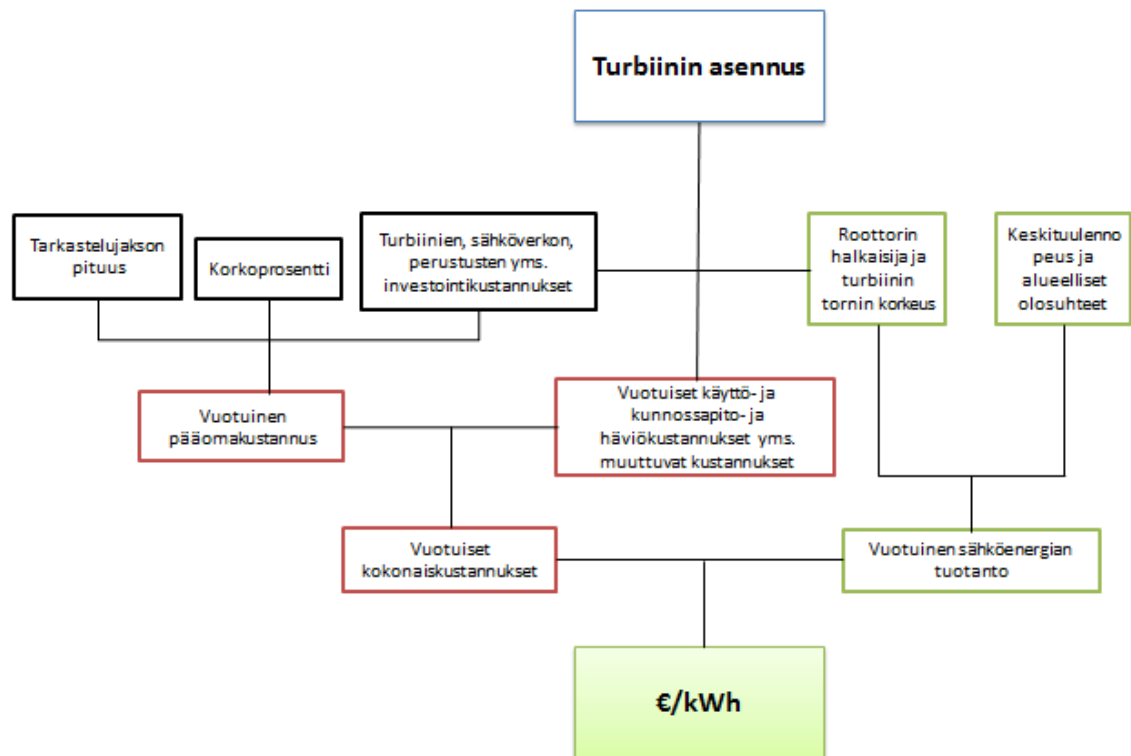 Turbiinin asennus
Tarkastelujakson
pituus
Korkoprosentti
Turbiinien, sähköverkon,
perustusten yms.
investointikustannukset
Roottorin
halkaisija ja
turbiinin
tornin korkeus
Keskituulenno
peus ja
alueelliset
olosuhteet
Vuotuinen
pääomakustannus
Vuotuiset käyttö- ja
kunnossapito- ja
häviökustannukset yms.
muuttuvat kustannukset
Vuotuiset
kokonaiskustannukset
Vuotuinen sähköenergian
tuotanto
€/kWh